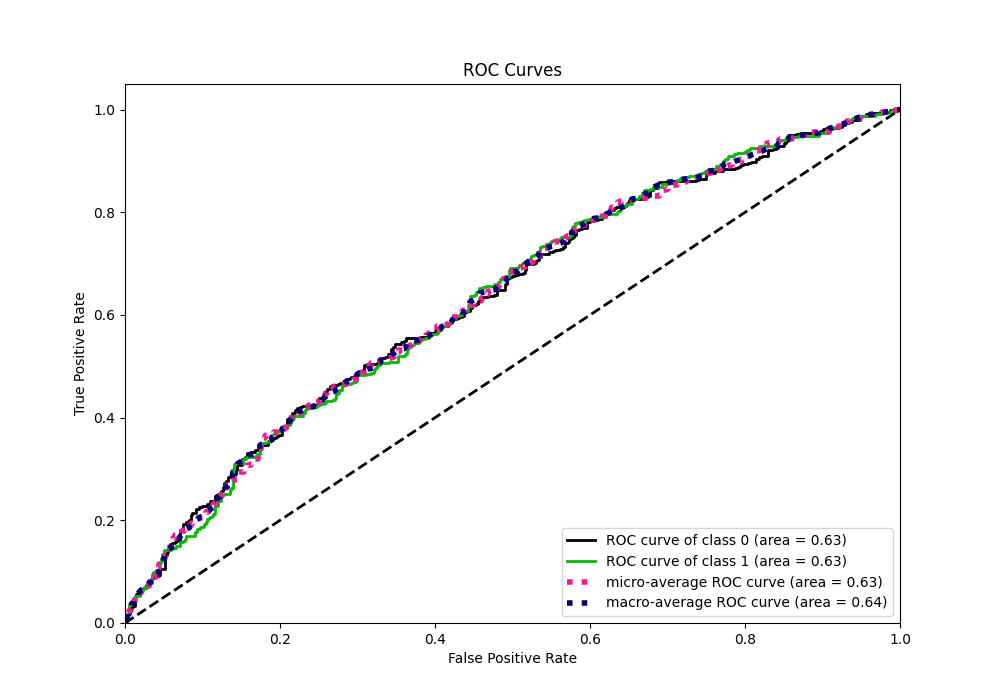 ROC Curves
True Positive Rate
1.0
0.8
0.6
0.4
0.2
0.0
0.0 0.2 0.4 0.6 0.8 1.0
False Positive Rate
ROC curve of class 0 (area = 0.63)
ROC curve of class 1 (area = 0.63)
micro-average ROC curve (area = 0.63)
macro-average ROC curve (area = 0.64)